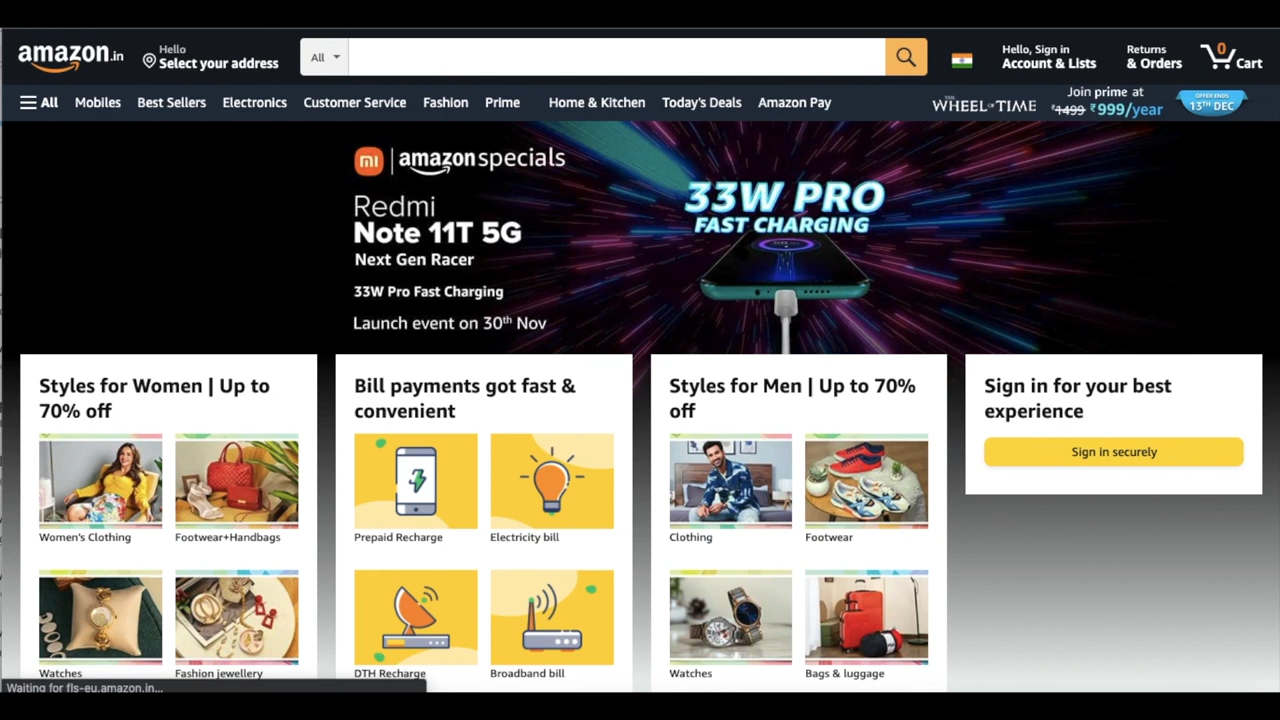 amazon.in
Hello
Select your address
All
Hello, Sign in
Account & Lists
Returns
& Orders
0
Cart
All
Mobiles
Best Sellers
Electronics
Customer Service
Fashion
Prime
Home & Kitchen
Today's Deals
Amazon Pay
THE
WHEEL OF TIME
Join prime at
₹1499 ₹999/year
OFFER ENDS
13TH DEC
mi | amazonspecials
Redmi
Note 11T 5G
Next Gen Racer
33W Pro Fast Charging
Launch event on 30th Nov
33W PRO
FAST CHARGING
Styles for Women | Up to
70% off
Women's Clothing
Footwear+Handbags
Watches
Fashion jewellery
Bill payments got fast &
convenient
Prepaid Recharge
Electricity bill
DTH Recharge
Broadband bill
Styles for Men | Up to 70%
off
Clothing
Footwear
Watches
Bags & luggage
Sign in for your best
experience
Sign in securely
Waiting for fls-eu.amazon.in...